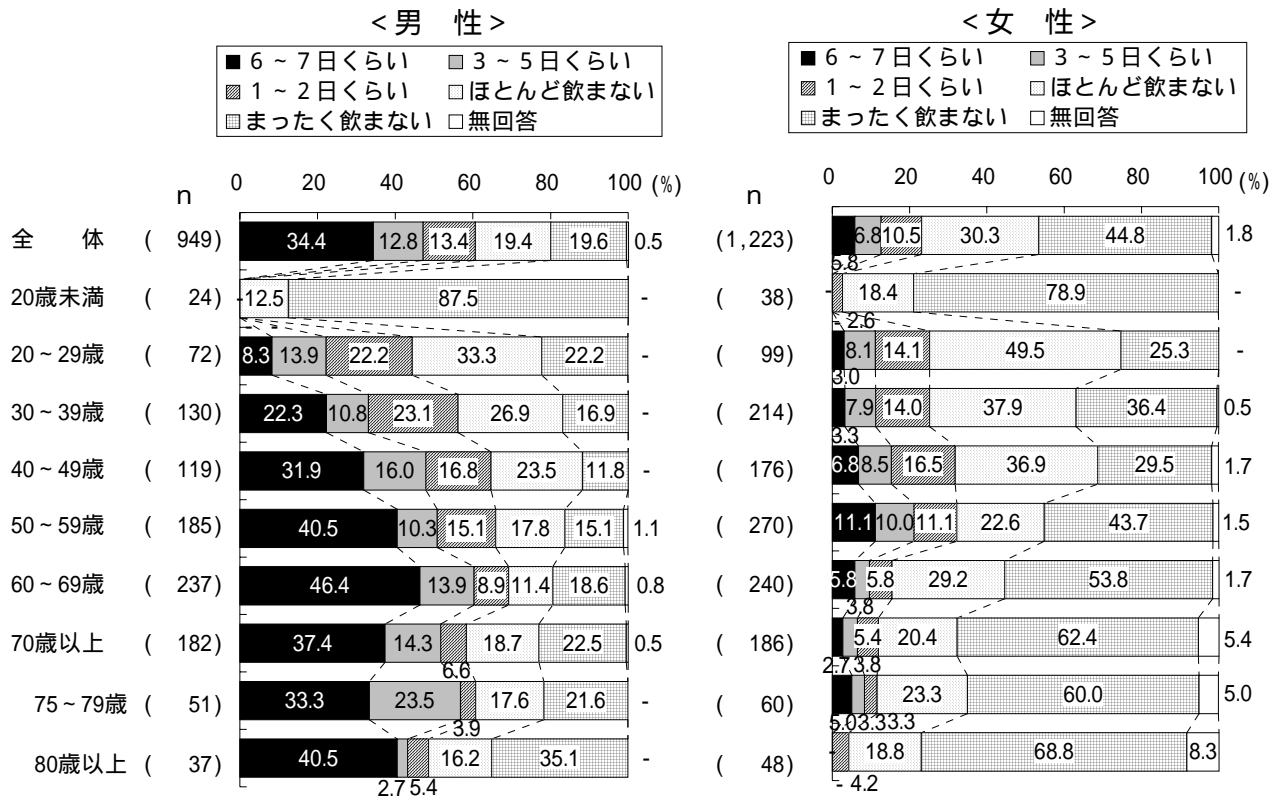 ＜男　性＞
■６～７日くらい　３～５日くらい
１～２日くらい　ほとんど飲まない
まったく飲まない　□無回答
n 0 20 40 60 80 100 (%)
全　体 ( 949) 34.4 12.8 13.4 19.4 19.6 0.5
20歳未満 ( 24) - 12.5 87.5 -
20～29歳 ( 72) 8.3 13.9 22.2 33.3 22.2 -
30～39歳 ( 130) 22.3 10.8 23.1 26.9 16.9 -
40～49歳 ( 119) 31.9 16.0 16.8 23.5 11.8 -
50～59歳 ( 185) 40.5 10.3 15.1 17.8 15.1 1.1
60～69歳 ( 237) 46.4 13.9 8.9 11.4 18.6 0.8
70歳以上 ( 182) 37.4 14.3 18.7 22.5 0.5
6.6
75～79歳 ( 51) 33.3 23.5 17.6 21.6 -
3.9
80歳以上 ( 37) 40.5 16.2 35.1 -
2.7 5.4
＜女　性＞
■６～７日くらい　３～５日くらい
１～２日くらい　ほとんど飲まない
まったく飲まない　□無回答
n 0 20 40 60 80 100 (%)
(1,223) 6.8 10.5 30.3 44.8 1.8
5.8
( 38) - 18.4 78.9 -
- 2.6
( 99) 8.1 14.1 49.5 25.3 -
3.0
( 214) 7.9 14.0 37.9 36.4 0.5
3.3
( 176) 6.8 8.5 16.5 36.9 29.5 1.7
( 270) 11.1 10.0 11.1 22.6 43.7 1.5
( 240) 5.8 5.8 29.2 53.8 1.7
3.8
( 186) 5.4 20.4 62.4 5.4
2.7 3.8
( 60) 23.3 60.0 5.0
5.0 3.3 3.3
( 48) - 18.8 68.8 8.3
- 4.2